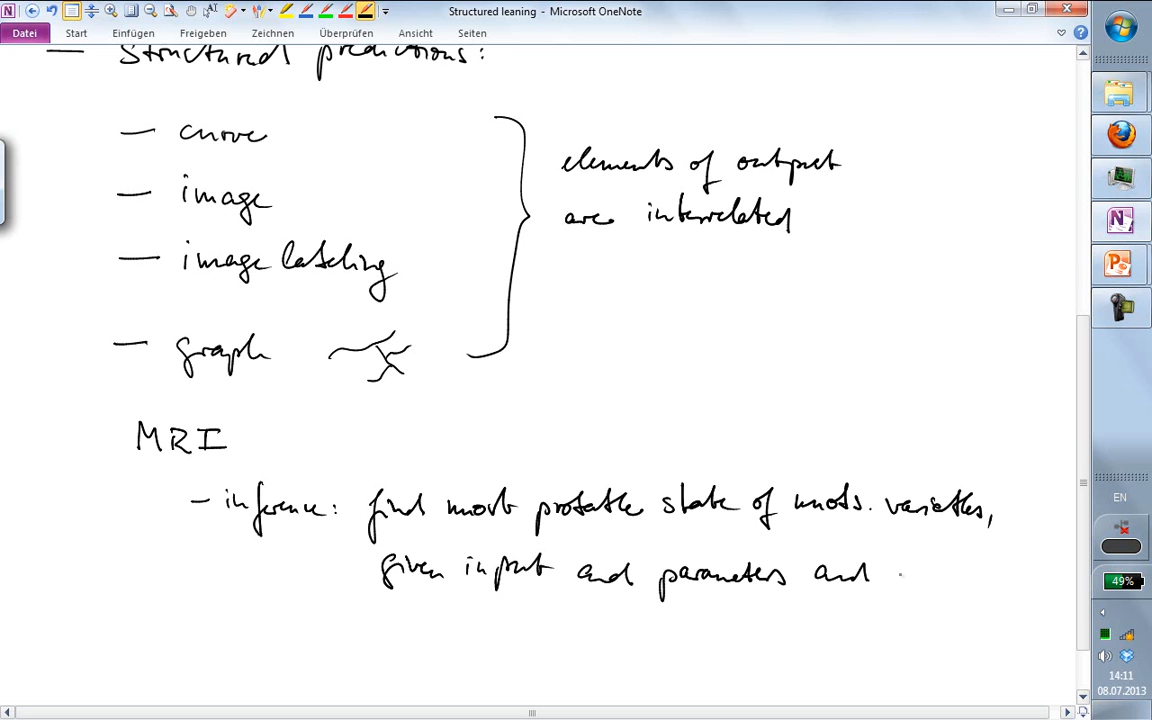 Structured leaning - Microsoft OneNote
Datei Start Einfügen Freigeben Zeichnen Überprüfen Ansicht Seiten
— Structured predictions:
— curve
— image
— image labeling
— graph
elements of output
are interrelated
MRI
– inference: find most probable state of unobs. variables,
given input and parameters and
EN
49%
14:11
08.07.2013